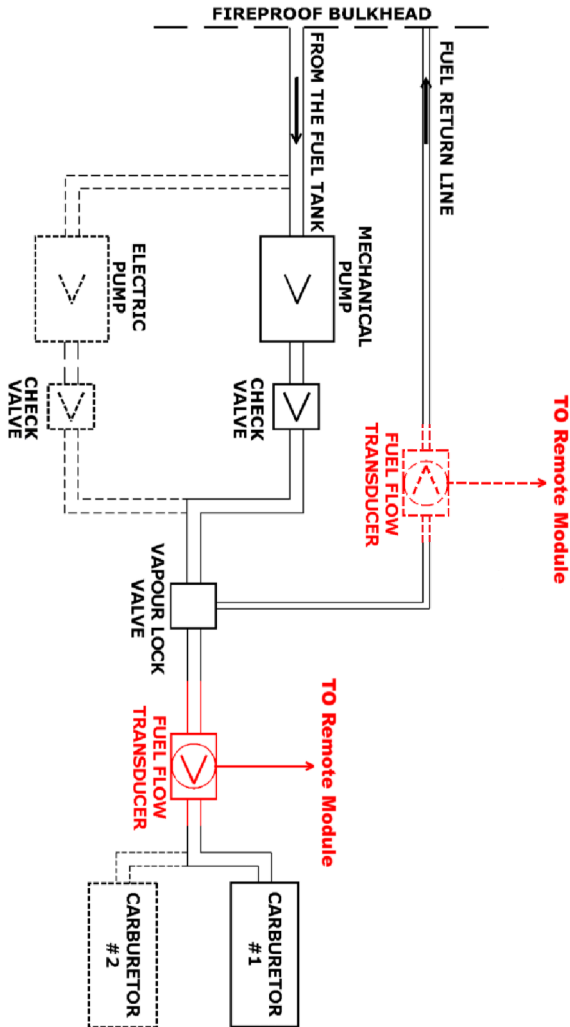 FIREPROOF BULKHEAD
FROM THE FUEL TANK
FUEL RETURN LINE
ELECTRIC
PUMP
MECHANICAL
PUMP
CHECK
VALVE
CHECK
VALVE
FUEL FLOW
TRANSDUCER
TO Remote Module
VAPOUR LOCK
VALVE
FUEL FLOW
TRANSDUCER
TO Remote Module
CARBURETOR
#2
CARBURETOR
#1